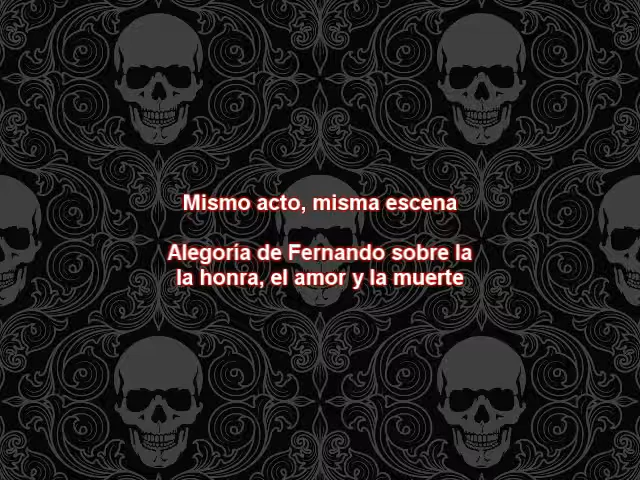 Mismo acto, misma escena
Alegoría de Fernando sobre la
la honra, el amor y la muerte